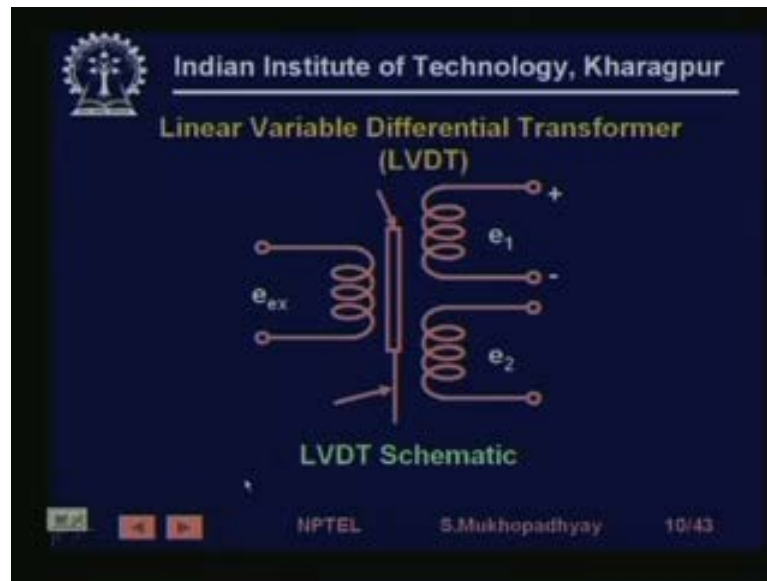 Indian Institute of Technology, Kharagpur
Linear Variable Differential Transformer
(LVDT)
+
e1
-
eex
e2
LVDT Schematic
NPTEL S.Mukhopadhyay 10/43